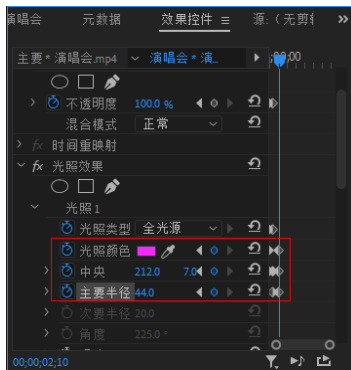 演唱会 元数据 效果控件 ≡ 源:（无剪辑 »
主要 * 演唱会.mp4 演唱会 * 演... ;00;00
不透明度 100.0 %
混合模式 正常
fx 时间重映射
fx 光照效果
光照 1
光照类型 全光源
光照颜色
中央 212.0 7.0
主要半径 44.0
次要半径 20.0
角度 225.0 °
00;00;02;10